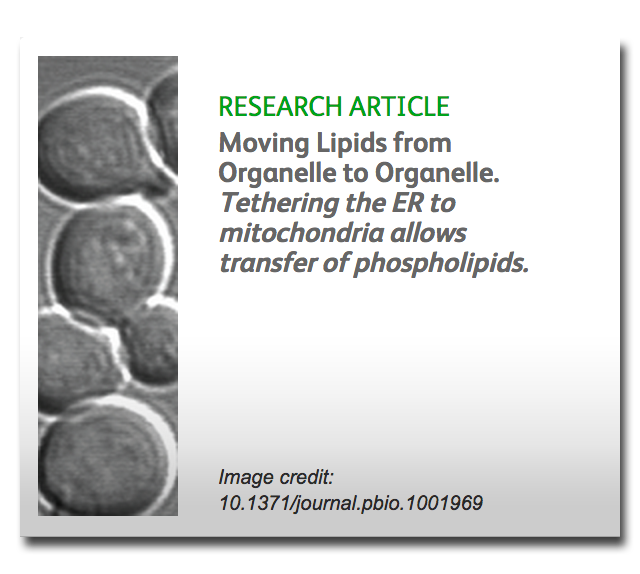 RESEARCH ARTICLE
Moving Lipids from
Organelle to Organelle.
Tethering the ER to
mitochondria allows
transfer of phospholipids.
Image credit:
10.1371/journal.pbio.1001969